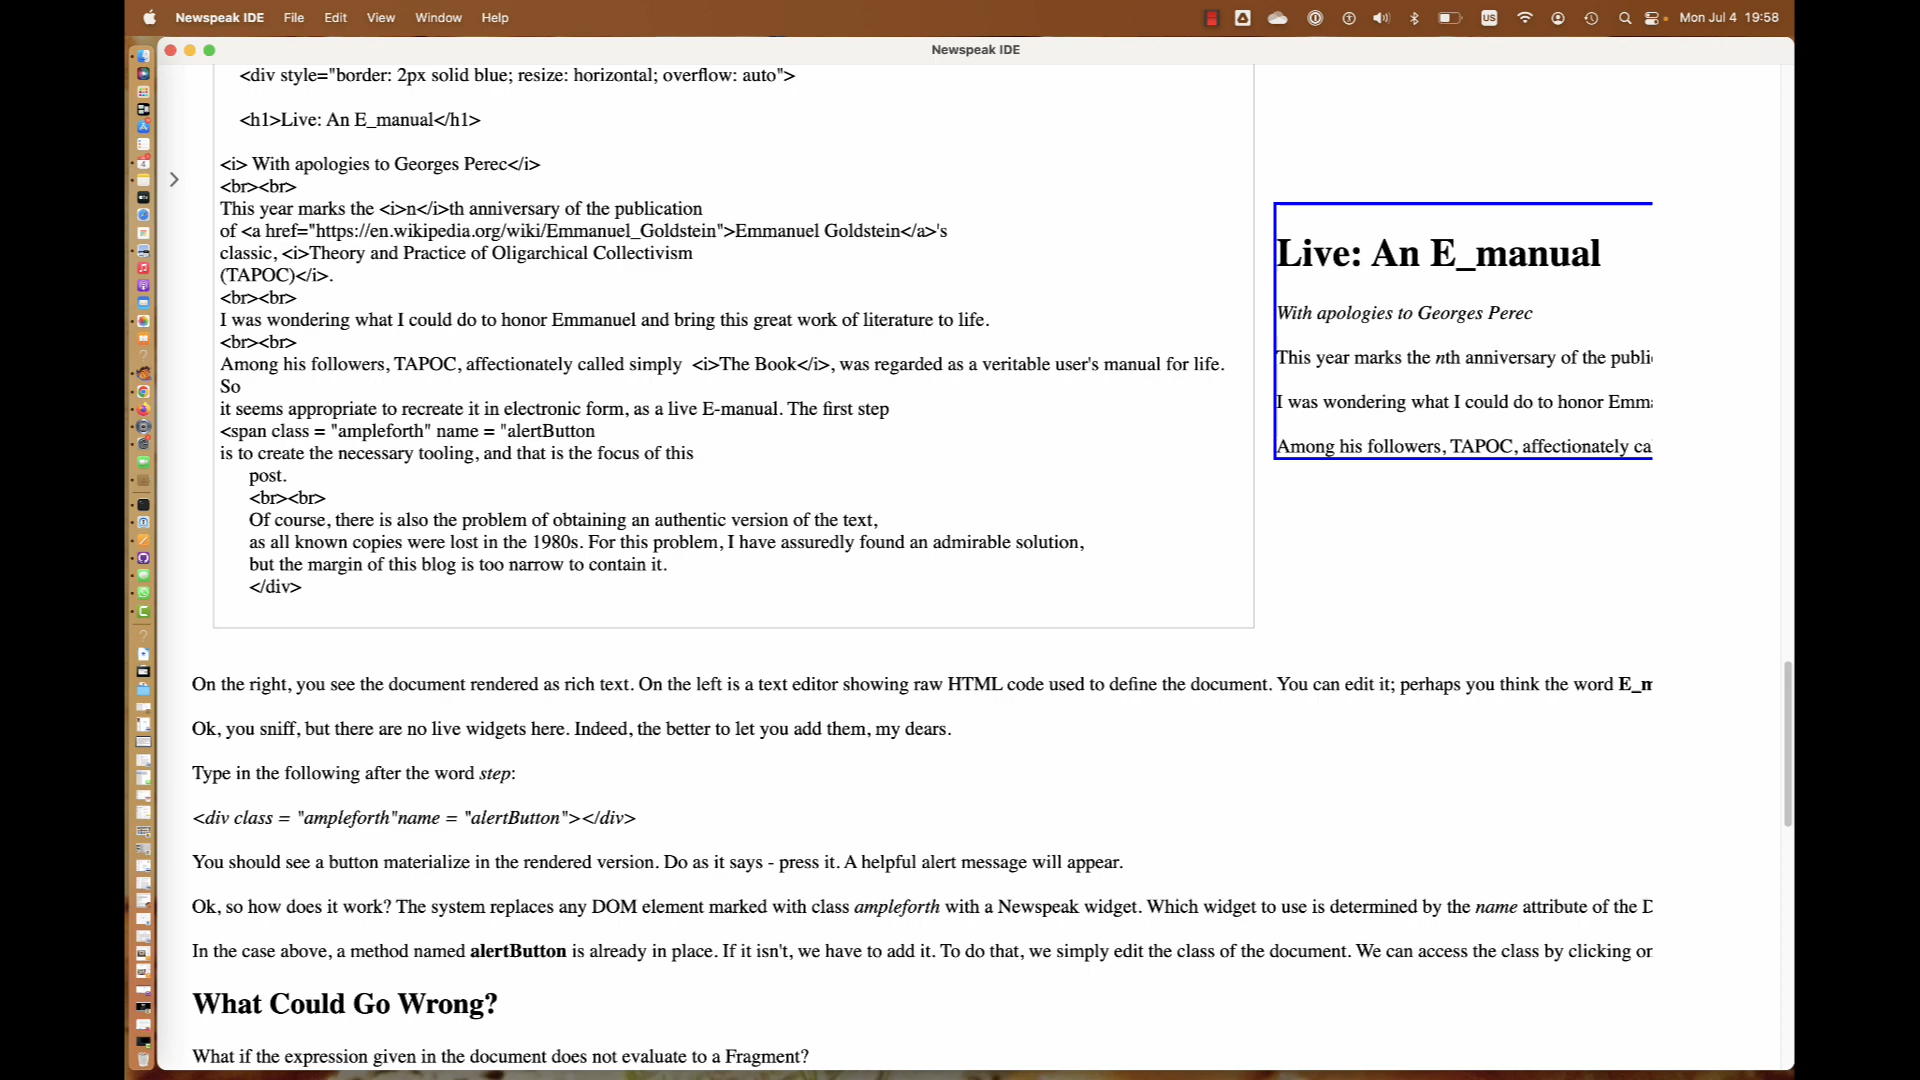 Newspeak IDE File Edit View Window Help
US
Mon Jul 4 19:58
Newspeak IDE
<div style="border: 2px solid blue; resize: horizontal; overflow: auto">
<h1>Live: An E_manual</h1>
<i> With apologies to Georges Perec</i>
<br><br>
This year marks the <i>n</i>th anniversary of the publication
of <a href="https://en.wikipedia.org/wiki/Emmanuel_Goldstein">Emmanuel Goldstein</a>'s
classic, <i>Theory and Practice of Oligarchical Collectivism
(TAPOC)</i>.
<br><br>
I was wondering what I could do to honor Emmanuel and bring this great work of literature to life.
<br><br>
Among his followers, TAPOC, affectionately called simply  <i>The Book</i>, was regarded as a veritable user's manual for life.
So
it seems appropriate to recreate it in electronic form, as a live E-manual. The first step
<span class = "ampleforth" name = "alertButton
is to create the necessary tooling, and that is the focus of this
post.
<br><br>
Of course, there is also the problem of obtaining an authentic version of the text,
as all known copies were lost in the 1980s. For this problem, I have assuredly found an admirable solution,
but the margin of this blog is too narrow to contain it.
</div>
Live: An E_manual
With apologies to Georges Perec
This year marks the nth anniversary of the publi
I was wondering what I could do to honor Emma
Among his followers, TAPOC, affectionately ca
On the right, you see the document rendered as rich text. On the left is a text editor showing raw HTML code used to define the document. You can edit it; perhaps you think the word E_m
Ok, you sniff, but there are no live widgets here. Indeed, the better to let you add them, my dears.
Type in the following after the word step:
<div class = "ampleforth"name = "alertButton"></div>
You should see a button materialize in the rendered version. Do as it says - press it. A helpful alert message will appear.
Ok, so how does it work? The system replaces any DOM element marked with class ampleforth with a Newspeak widget. Which widget to use is determined by the name attribute of the D
In the case above, a method named alertButton is already in place. If it isn't, we have to add it. To do that, we simply edit the class of the document. We can access the class by clicking on
What Could Go Wrong?
What if the expression given in the document does not evaluate to a Fragment?